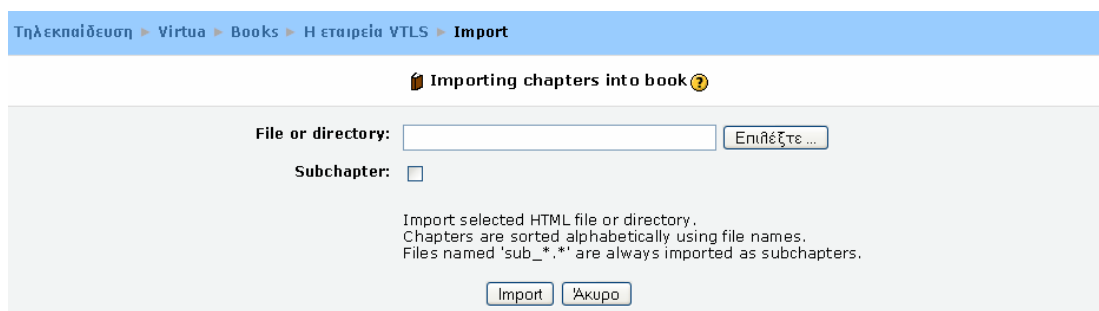 Τηλεκπαίδευση ► Virtua ► Books ► Η εταιρεία VTLS ► Import
Importing chapters into book ?
File or directory: Επιλέξτε ...
Subchapter:
Import selected HTML file or directory.
Chapters are sorted alphabetically using file names.
Files named 'sub_*.*' are always imported as subchapters.
Import Άκυρο